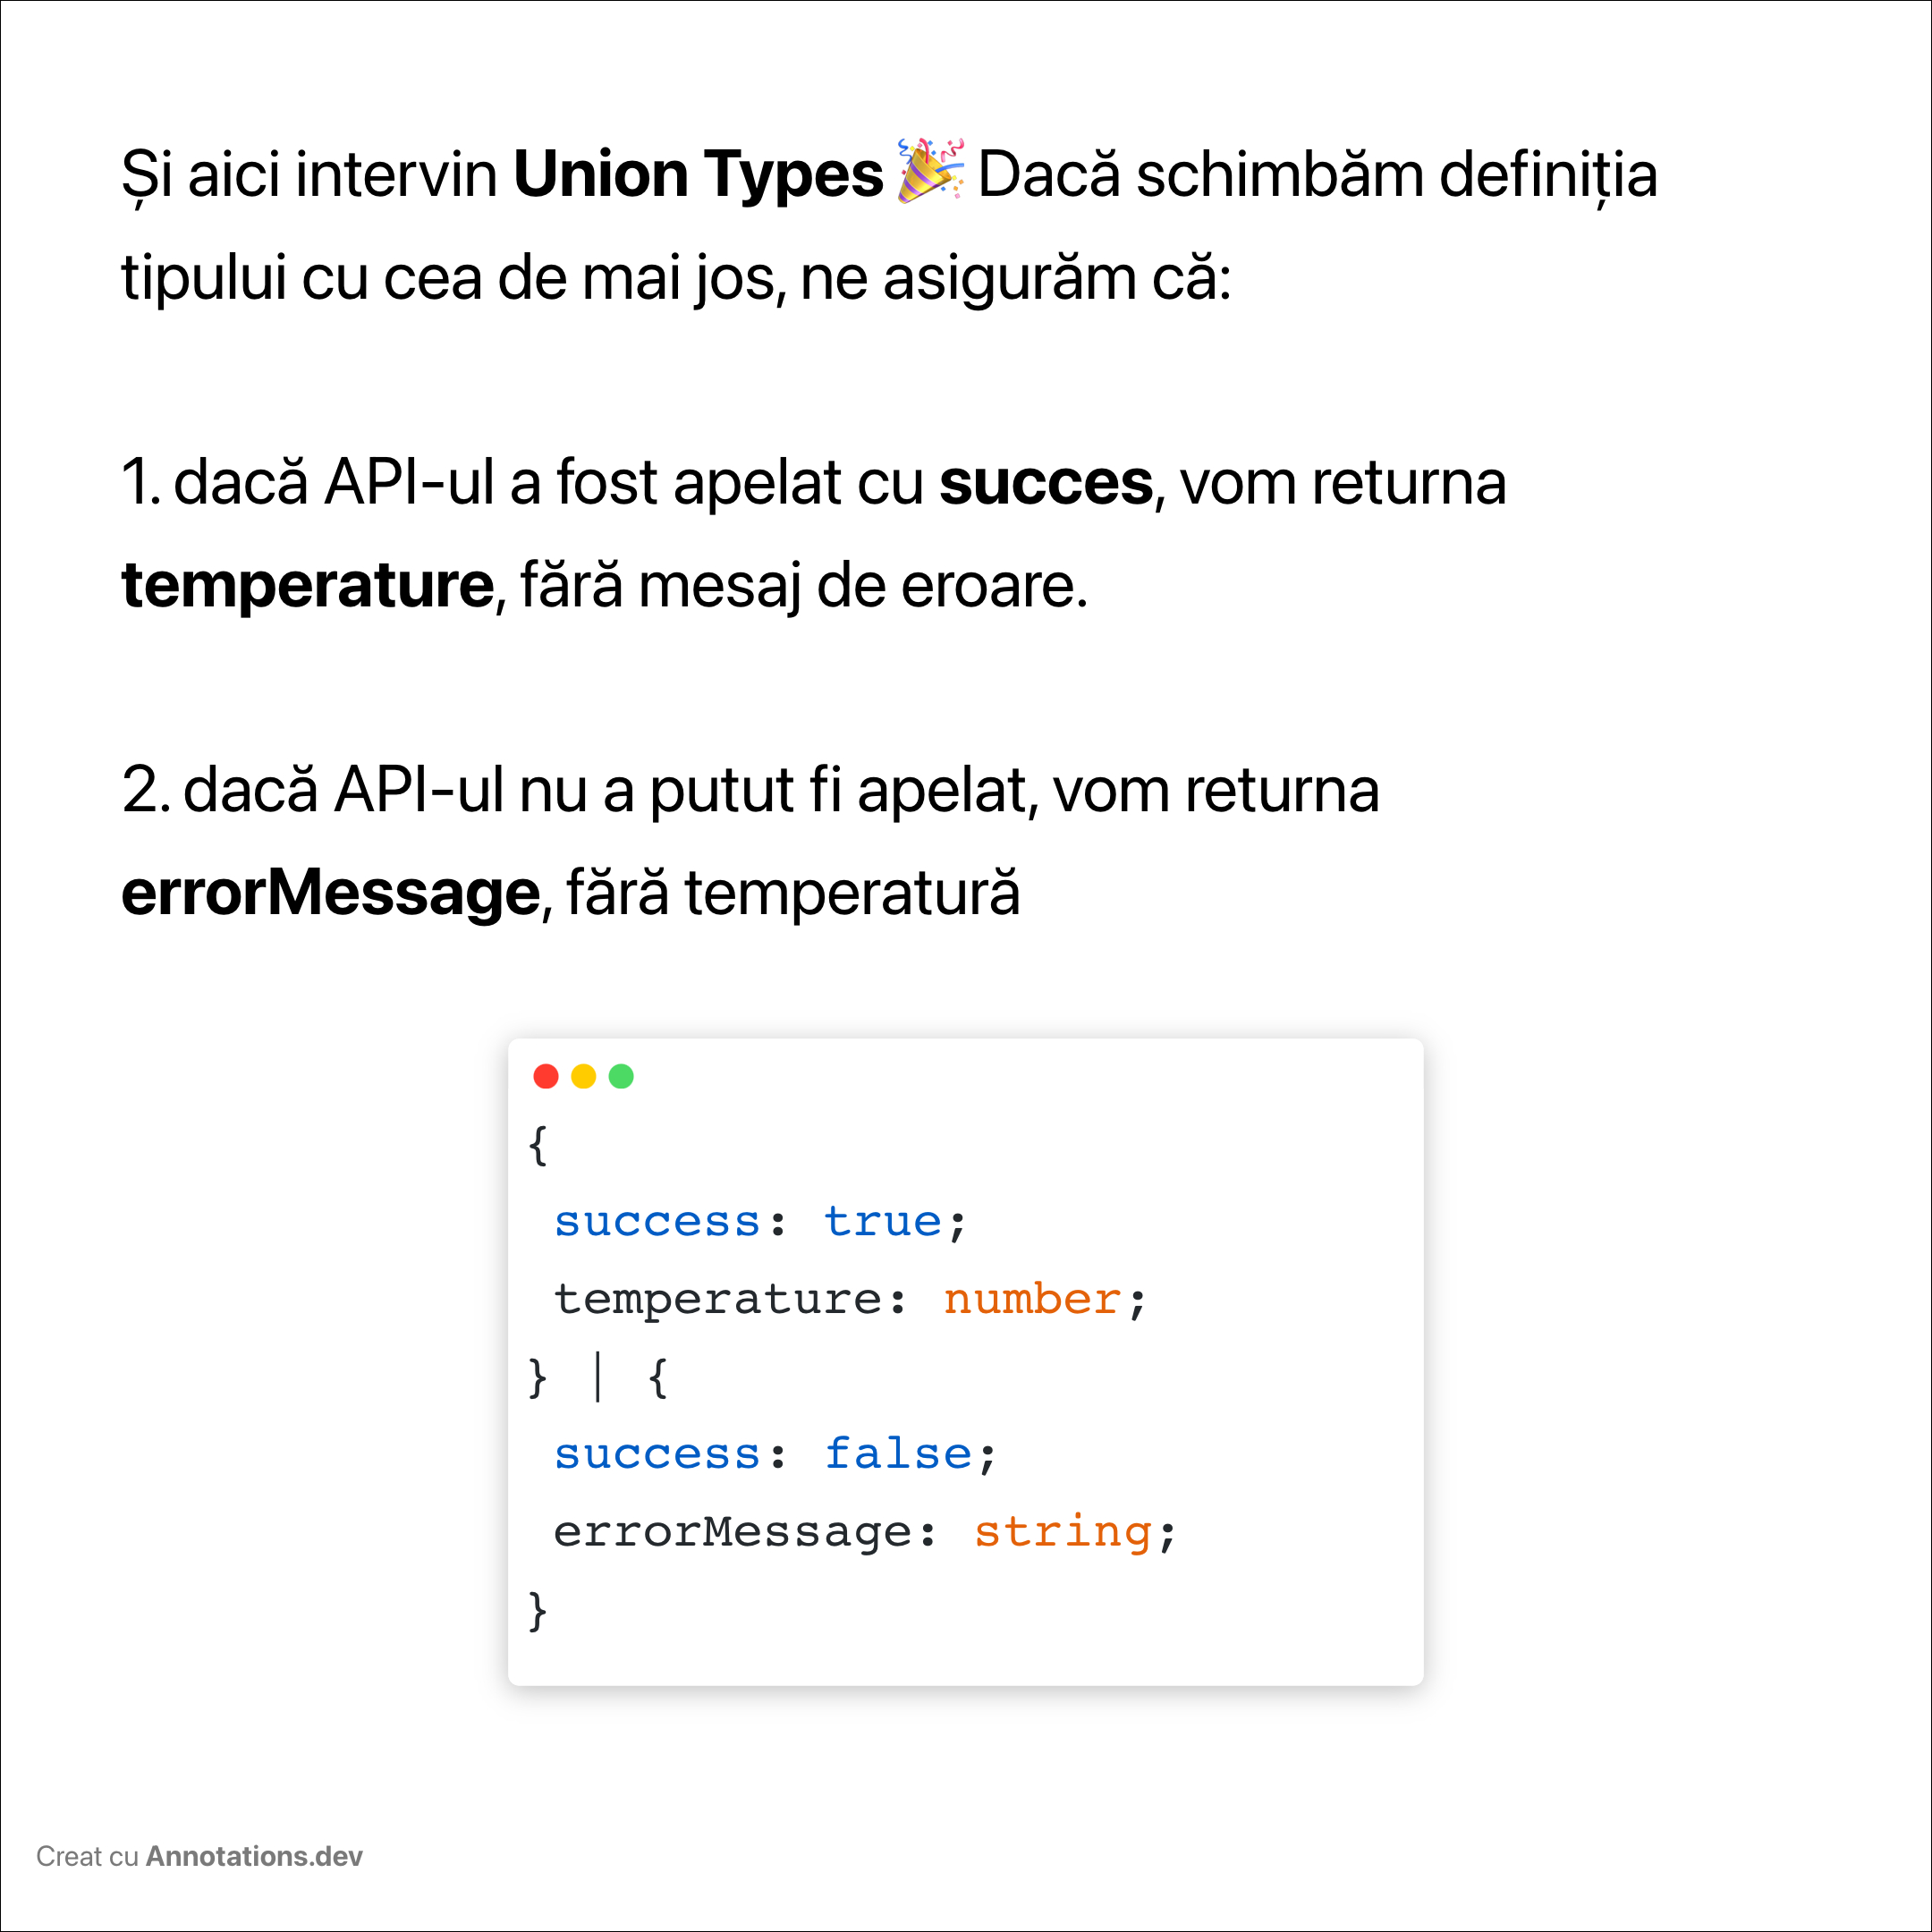 Și aici intervin Union Types 🎉 Dacă schimbăm definiția
tipului cu cea de mai jos, ne asigurăm că:
1. dacă API-ul a fost apelat cu succes, vom returna
temperature, fără mesaj de eroare.
2. dacă API-ul nu a putut fi apelat, vom returna
errorMessage, fără temperatură
{
success: true;
temperature: number;
} | {
success: false;
errorMessage: string;
}
Creat cu Annotations.dev